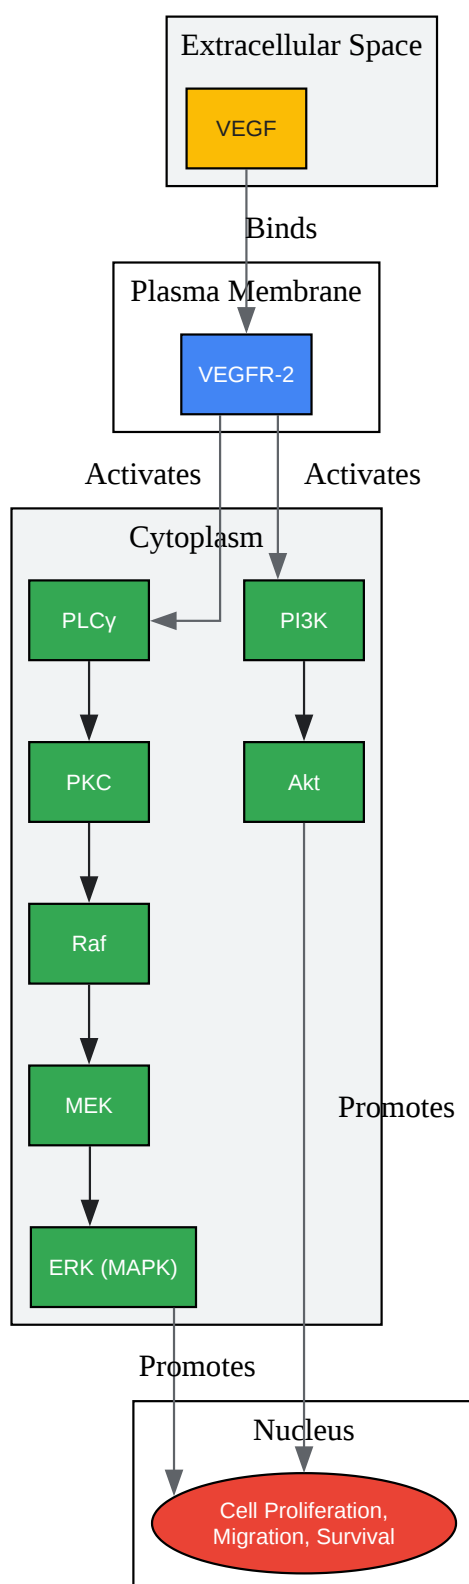 Extracellular Space
VEGF
Binds
Plasma Membrane
VEGFR-2
Activates
Activates
Cytoplasm
PLCγ
PI3K
PKC
Akt
Raf
MEK
Promotes
ERK (MAPK)
Promotes
Nucleus
Cell Proliferation,
Migration, Survival